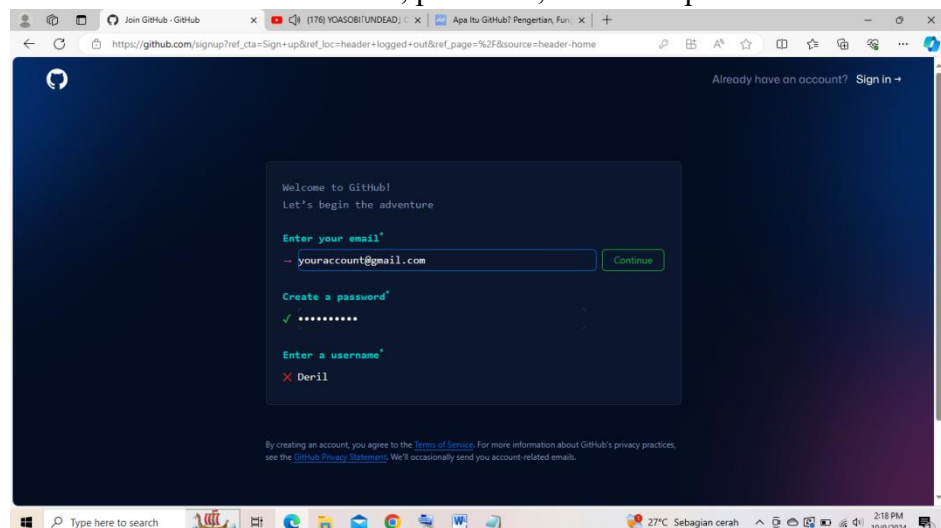 Join GitHub · GitHub
(176) YOASOBI「UNDEAD」
Apa Itu GitHub? Pengertian, Fun
https://github.com/signup?ref_cta=Sign+up&ref_loc=header+logged+out&ref_page=%2F&source=header-home
Already have an account? Sign in →
Welcome to GitHub!
Let's begin the adventure
Enter your email*
→ youraccount@gmail.com Continue
Create a password*
✓ ••••••••••
Enter a username*
✕ Deril
By creating an account, you agree to the Terms of Service. For more information about GitHub's privacy practices,
see the GitHub Privacy Statement. We'll occasionally send you account-related emails.
Type here to search
27°C Sebagian cerah
2:18 PM